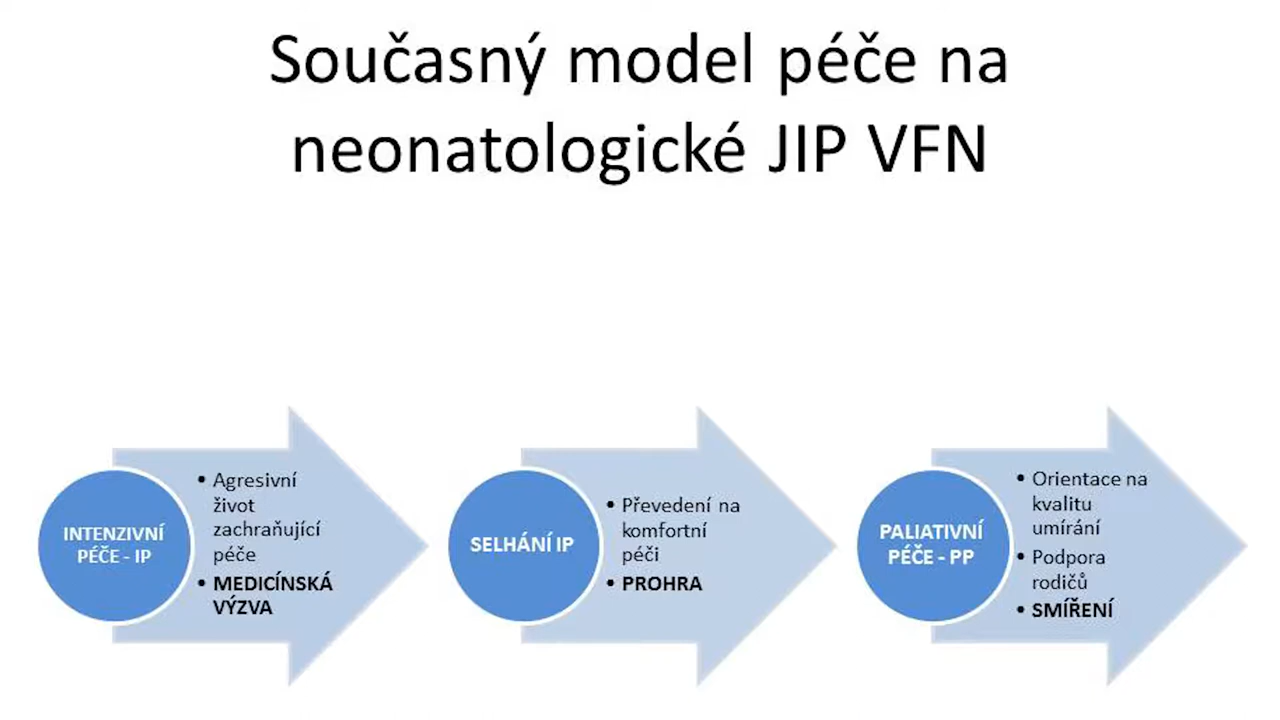 Současný model péče na
neonatologické JIP VFN
INTENZIVNÍ
PÉČE - IP
• Agresivní
život
zachraňující
péče
• MEDICÍNSKÁ
VÝZVA
SELHÁNÍ IP
• Převedení na
komfortní
péči
• PROHRA
PALIATIVNÍ
PÉČE - PP
• Orientace na
kvalitu
umírání
• Podpora
rodičů
• SMÍŘENÍ